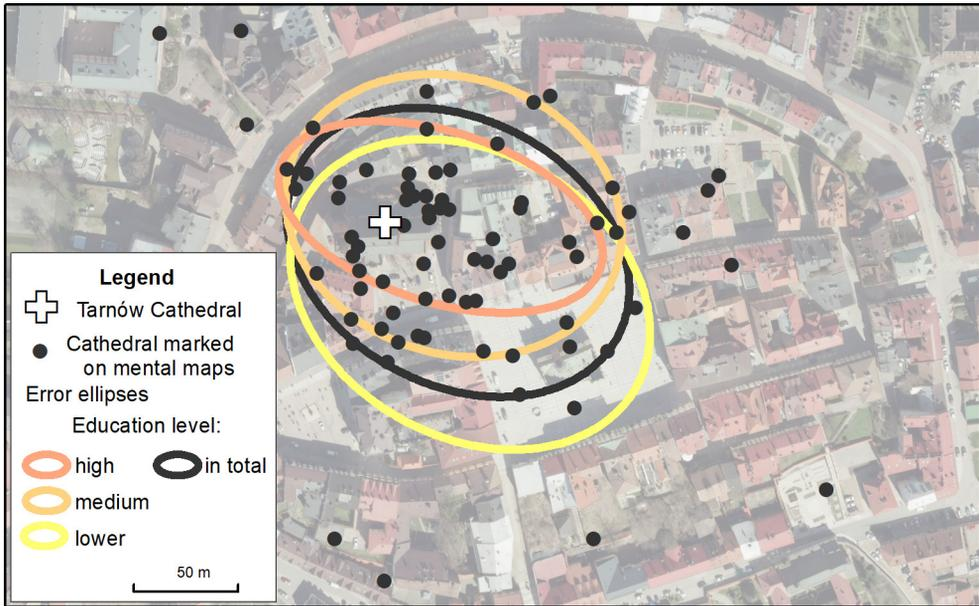 Legend
Tarnów Cathedral
Cathedral marked
on mental maps
Error ellipses
Education level:
high
in total
medium
lower
50 m